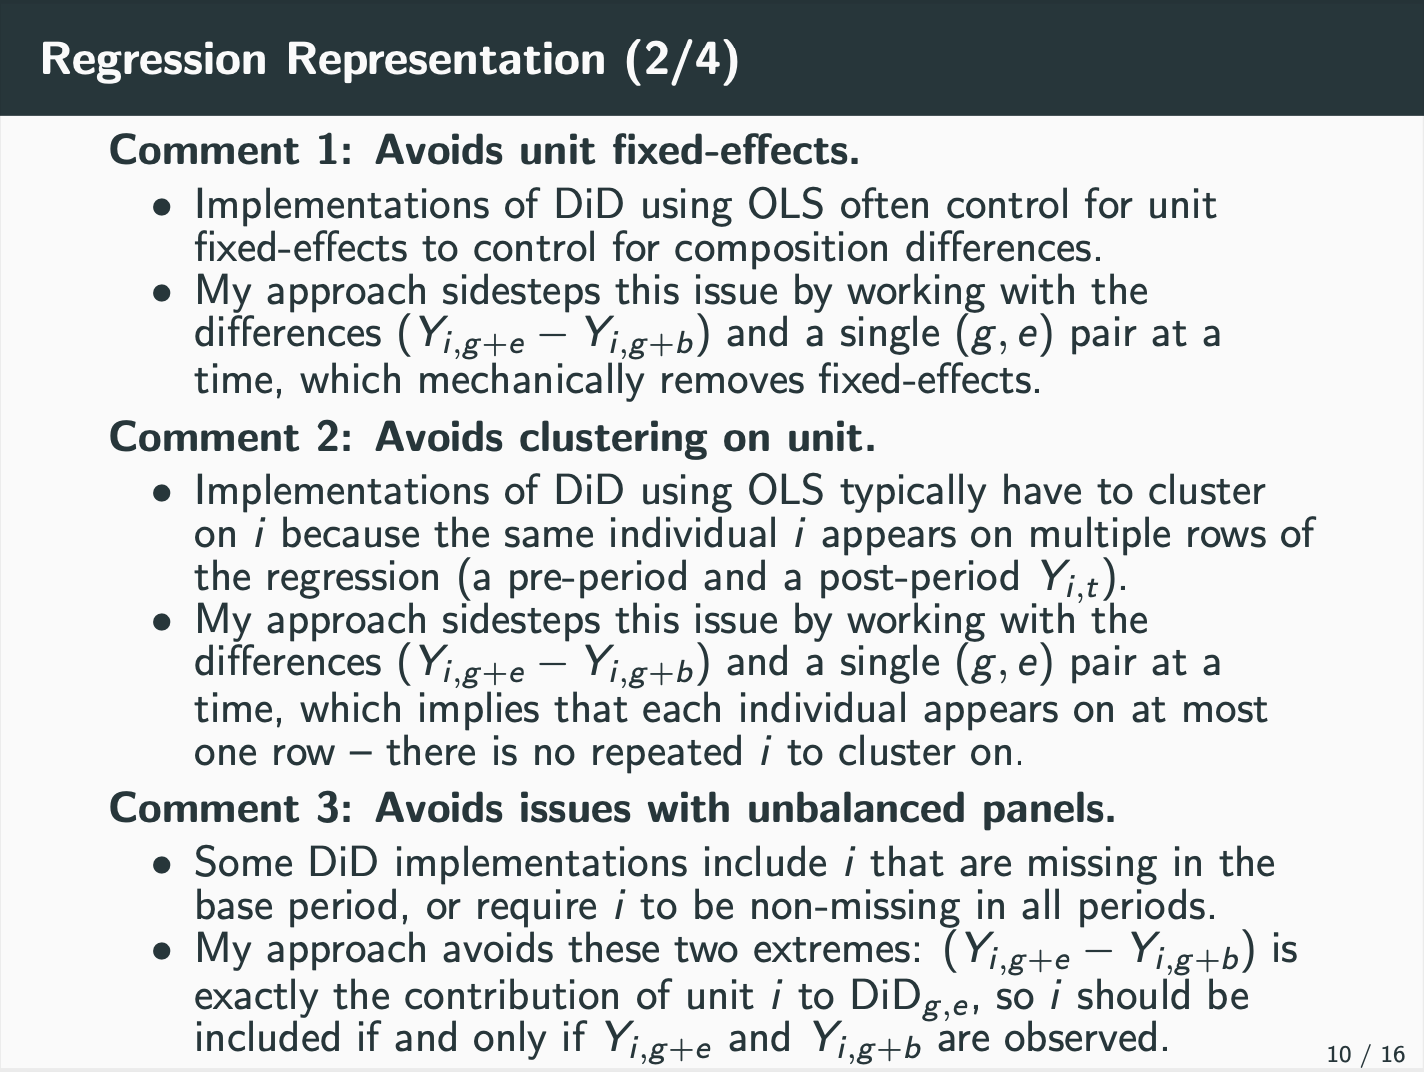 Regression Representation (2/4)
Comment 1: Avoids unit fixed-effects.
• Implementations of DiD using OLS often control for unit
fixed-effects to control for composition differences.
• My approach sidesteps this issue by working with the
differences (Y_{i,g+e} − Y_{i,g+b}) and a single (g, e) pair at a
time, which mechanically removes fixed-effects.
Comment 2: Avoids clustering on unit.
• Implementations of DiD using OLS typically have to cluster
on i because the same individual i appears on multiple rows of
the regression (a pre-period and a post-period Y_{i,t}).
• My approach sidesteps this issue by working with the
differences (Y_{i,g+e} − Y_{i,g+b}) and a single (g, e) pair at a
time, which implies that each individual appears on at most
one row – there is no repeated i to cluster on.
Comment 3: Avoids issues with unbalanced panels.
• Some DiD implementations include i that are missing in the
base period, or require i to be non-missing in all periods.
• My approach avoids these two extremes: (Y_{i,g+e} − Y_{i,g+b}) is
exactly the contribution of unit i to DiD_{g,e}, so i should be
included if and only if Y_{i,g+e} and Y_{i,g+b} are observed.
10 / 16